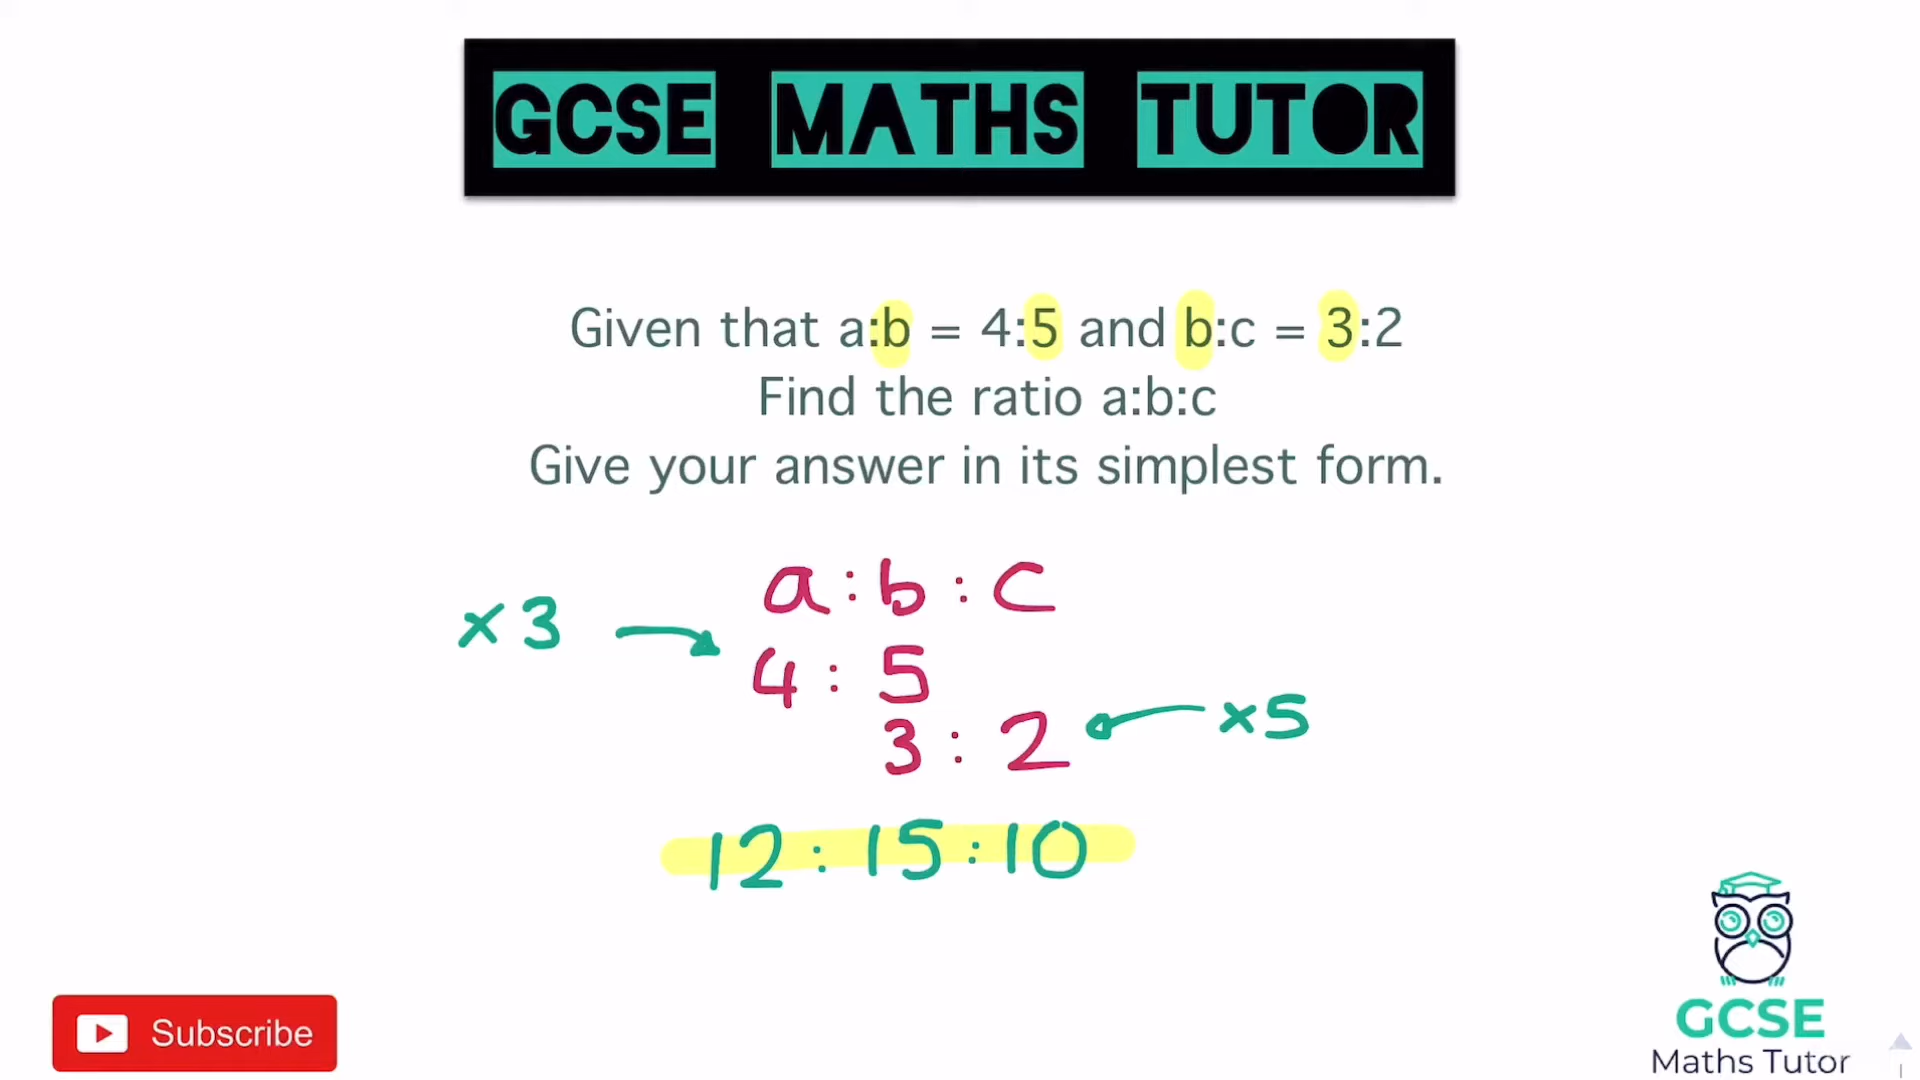 GCSE MATHS TUTOR
Given that a:b = 4:5 and b:c = 3:2
Find the ratio a:b:c
Give your answer in its simplest form.
a : b : c
×3
4 : 5
3 : 2
×5
12 : 15 : 10
Subscribe
GCSE
Maths Tutor